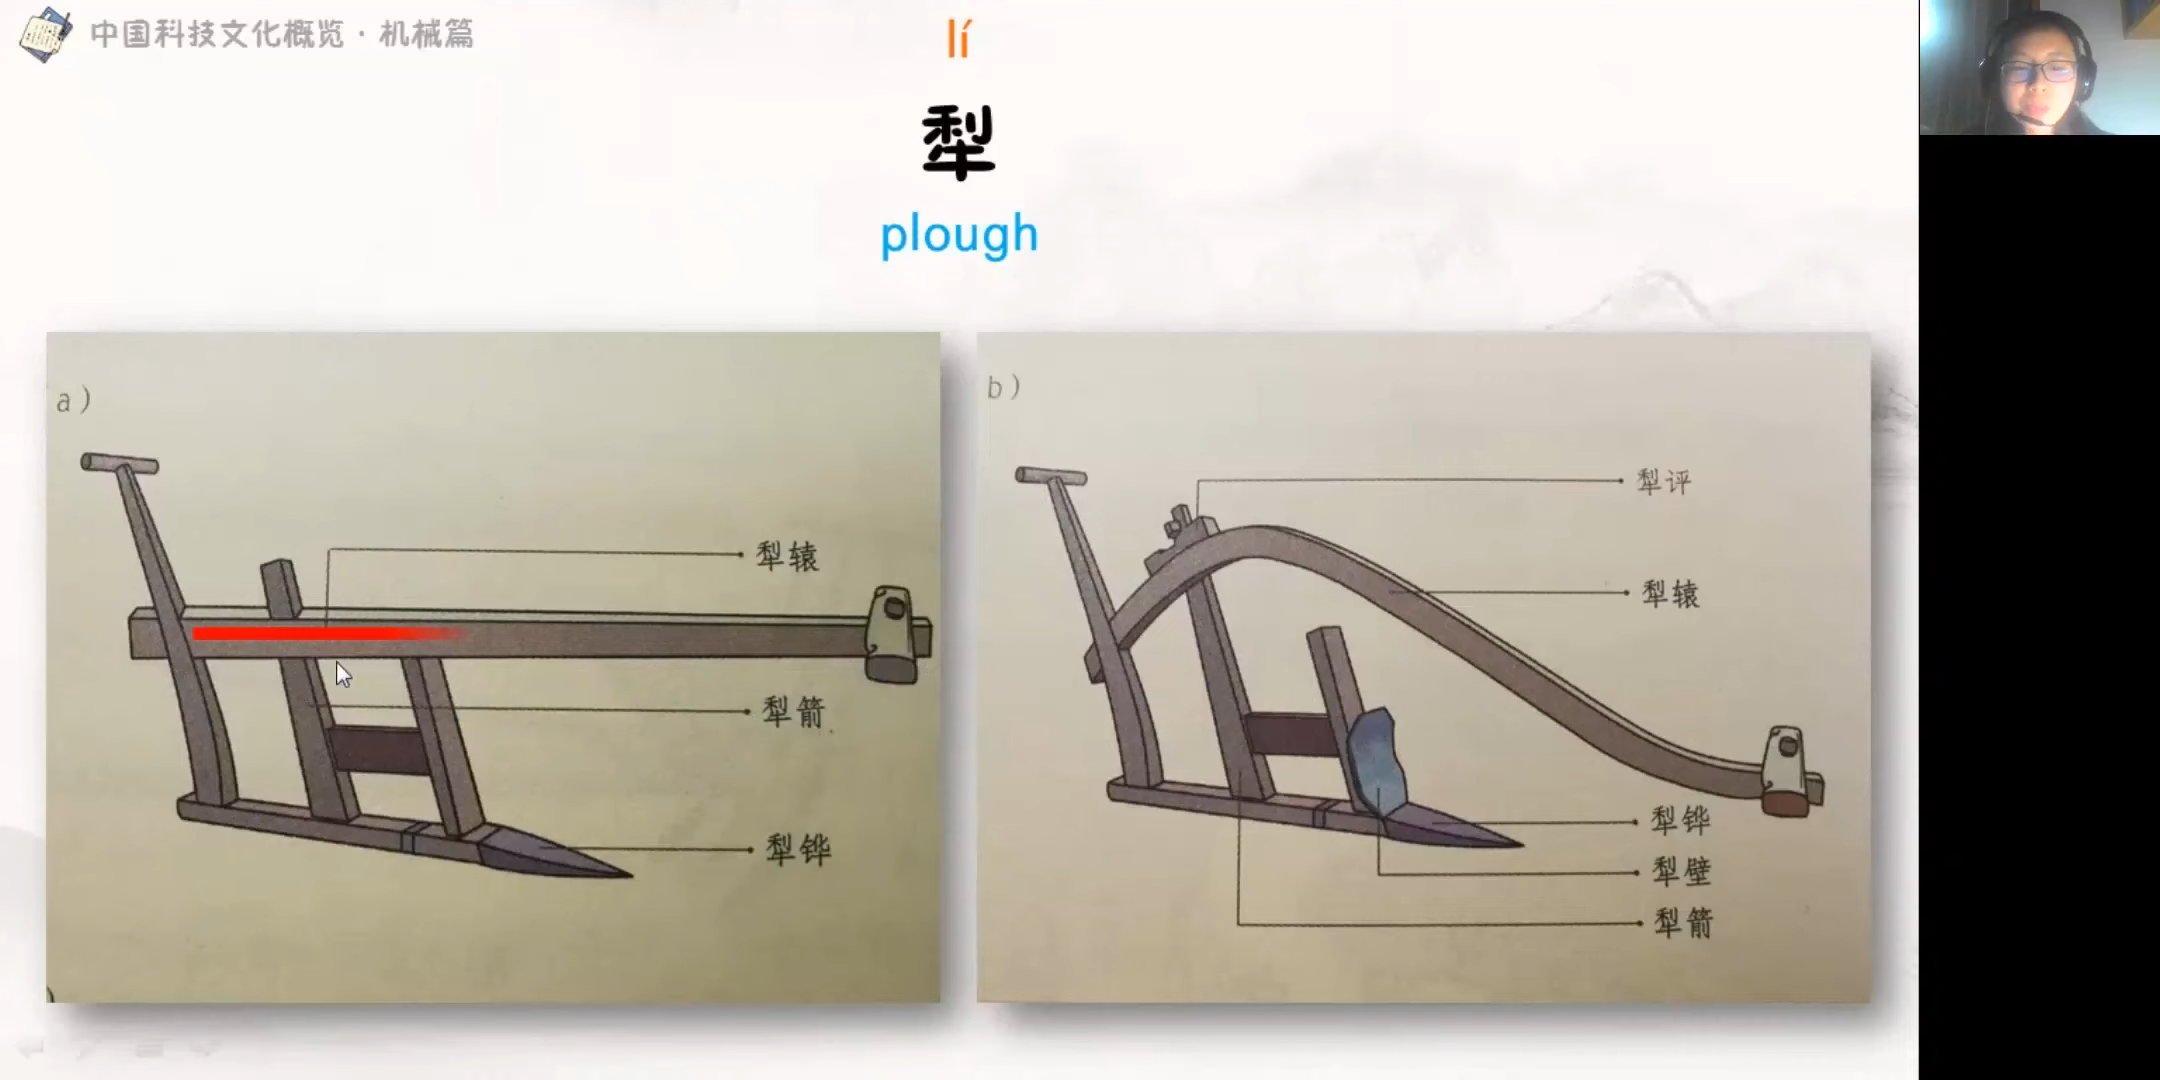 中国科技文化概览·机械篇
lí
犁
plough
a)
犁辕
犁箭
犁铧
b)
犁评
犁辕
犁铧
犁壁
犁箭